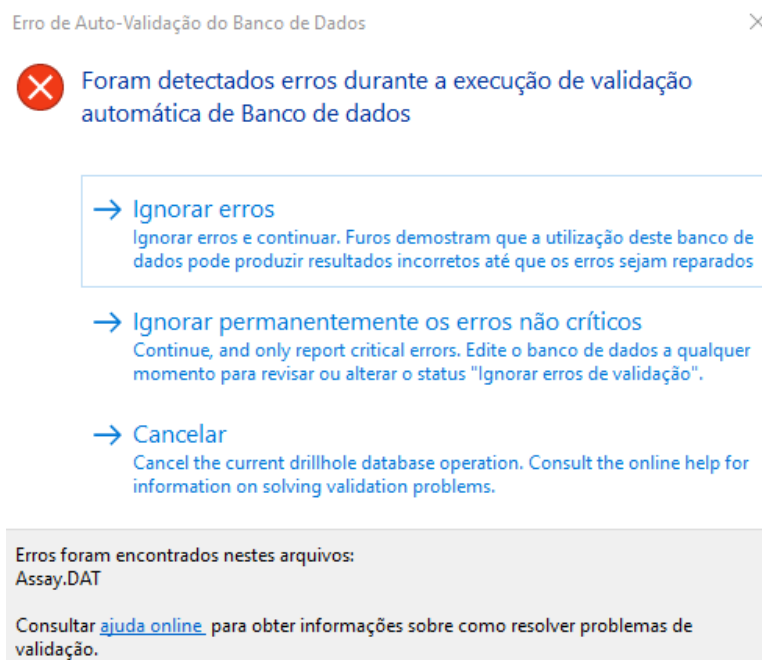 Erro de Auto-Validação do Banco de Dados
Foram detectados erros durante a execução de validação
automática de Banco de dados
Ignorar erros
Ignorar erros e continuar. Furos demostram que a utilização deste banco de
dados pode produzir resultados incorretos até que os erros sejam reparados
Ignorar permanentemente os erros não críticos
Continue, and only report critical errors. Edite o banco de dados a qualquer
momento para revisar ou alterar o status "Ignorar erros de validação".
Cancelar
Cancel the current drillhole database operation. Consult the online help for
information on solving validation problems.
Erros foram encontrados nestes arquivos:
Assay.DAT
Consultar ajuda online para obter informações sobre como resolver problemas de
validação.